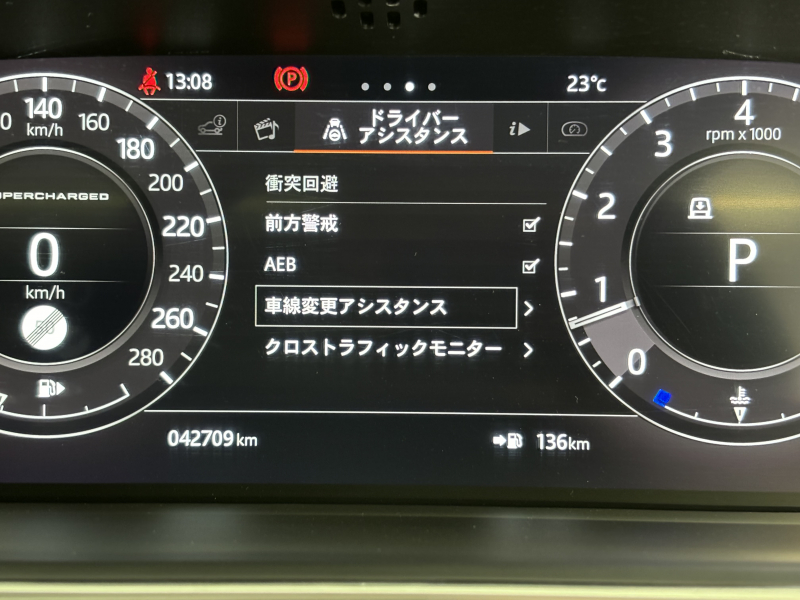 13:08
P
23°C
140
km/h
160
180
200
220
240
260
280
SUPERCHARGED
0
km/h
ドライバー
アシスタンス
i
衝突回避
前方警戒
AEB
車線変更アシスタンス
クロストラフィックモニター
4
rpm x 1000
3
2
1
0
P
042709 km
136km